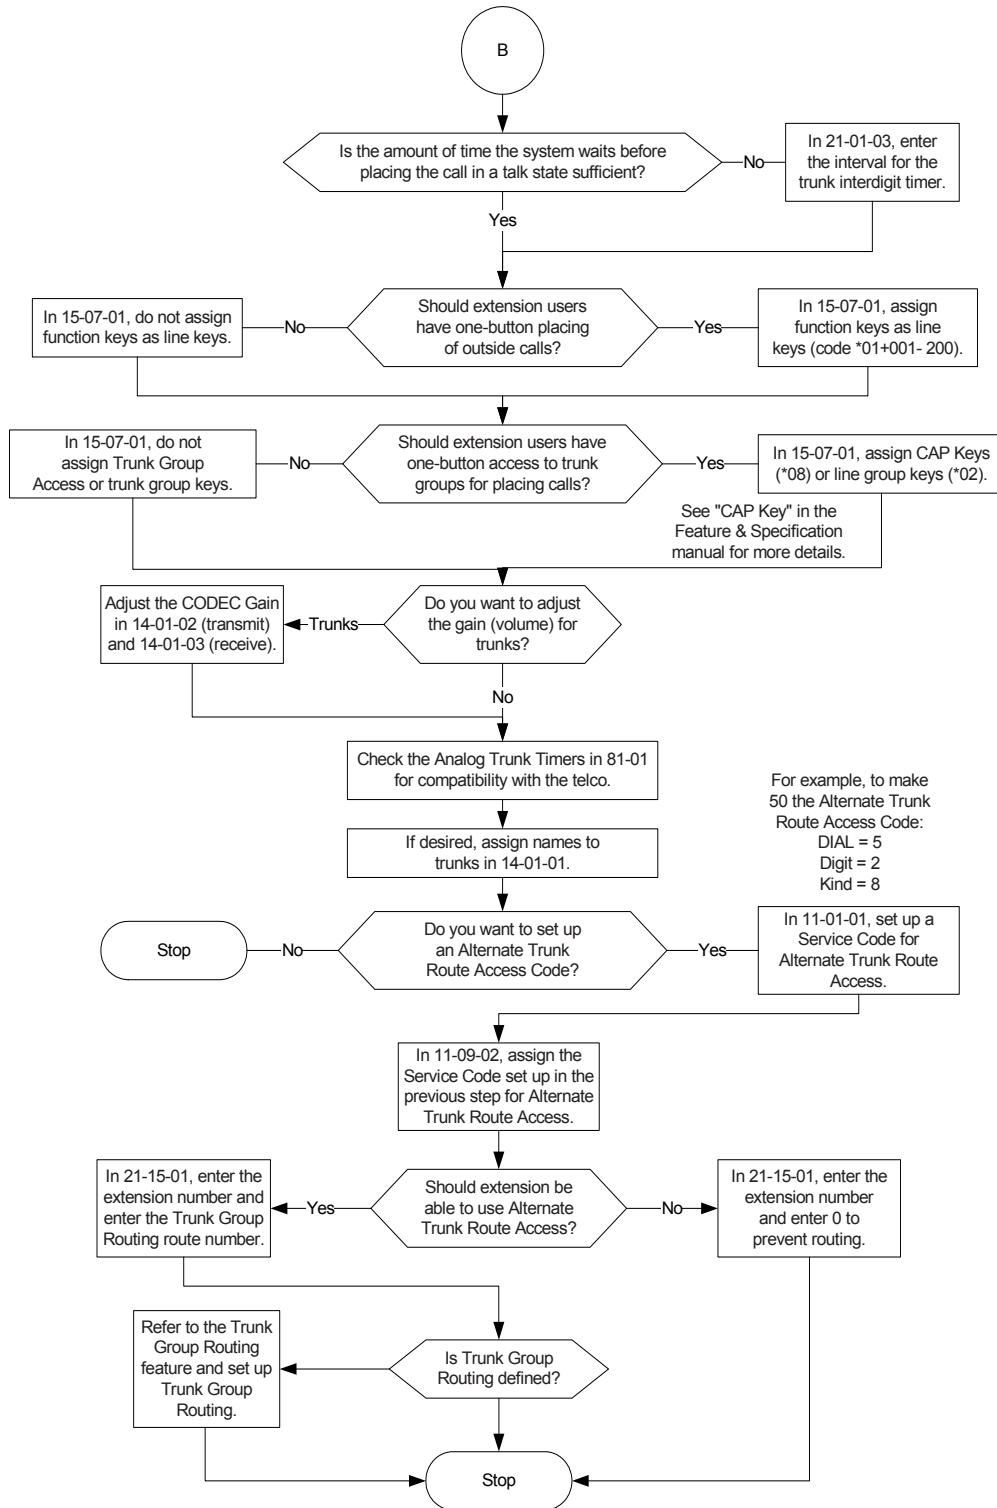 B
Is the amount of time the system waits before
placing the call in a talk state sufficient?
No
In 21-01-03, enter
the interval for the
trunk interdigit timer.
Yes
In 15-07-01, do not assign
function keys as line keys.
No
Should extension users
have one-button placing
of outside calls?
Yes
In 15-07-01, assign
function keys as line
keys (code *01+001- 200).
In 15-07-01, do not
assign Trunk Group
Access or trunk group keys.
No
Should extension users have
one-button access to trunk
groups for placing calls?
Yes
In 15-07-01, assign CAP Keys
(*08) or line group keys (*02).
See "CAP Key" in the
Feature & Specification
manual for more details.
Adjust the CODEC Gain
in 14-01-02 (transmit)
and 14-01-03 (receive).
Trunks
Do you want to adjust
the gain (volume) for
trunks?
No
Check the Analog Trunk Timers in 81-01
for compatibility with the telco.
If desired, assign names to
trunks in 14-01-01.
For example, to make
50 the Alternate Trunk
Route Access Code:
DIAL = 5
Digit = 2
Kind = 8
Stop
No
Do you want to set up
an Alternate Trunk
Route Access Code?
Yes
In 11-01-01, set up a
Service Code for
Alternate Trunk Route
Access.
In 11-09-02, assign the
Service Code set up in the
previous step for Alternate
Trunk Route Access.
In 21-15-01, enter the
extension number and
enter the Trunk Group
Routing route number.
Yes
Should extension be
able to use Alternate
Trunk Route Access?
No
In 21-15-01, enter the
extension number
and enter 0 to
prevent routing.
Refer to the Trunk
Group Routing
feature and set up
Trunk Group
Routing.
Is Trunk Group
Routing defined?
Stop